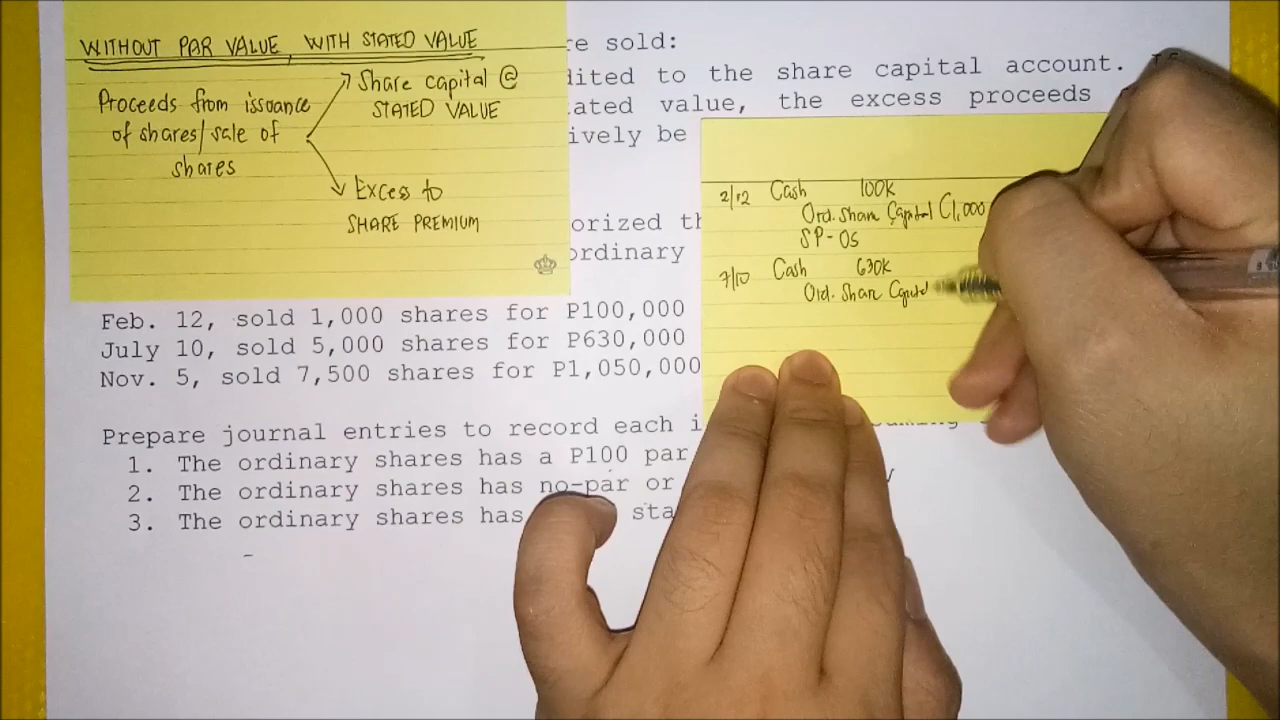 WITHOUT PAR VALUE, WITH STATED VALUE
Proceeds from issuance
of shares/sale of
shares
Share capital @
STATED VALUE
Excess to
SHARE PREMIUM
re sold:
dited to the share capital account.
ated value, the excess proceeds
ively be
orized th
ordinary
2/12 Cash 100K
Ord. Share Capital (1,000
SP-OS
7/10 Cash 630K
Ord. Share Capital
Feb. 12, sold 1,000 shares for P100,000
July 10, sold 5,000 shares for P630,000
Nov. 5, sold 7,500 shares for P1,050,000
Prepare journal entries to record each i
1. The ordinary shares has a P100 par
2. The ordinary shares has no-par or
3. The ordinary shares has sta